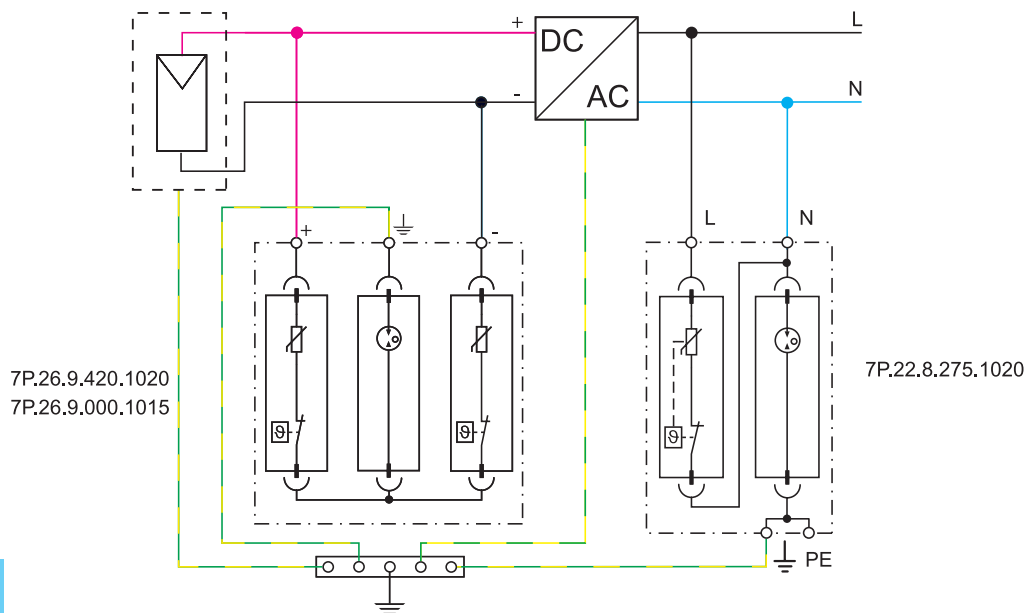 +
DC
L
-
AC
N
+
-
L
N
ϑ
ϑ
ϑ
7P.26.9.420.1020
7P.26.9.000.1015
7P.22.8.275.1020
PE